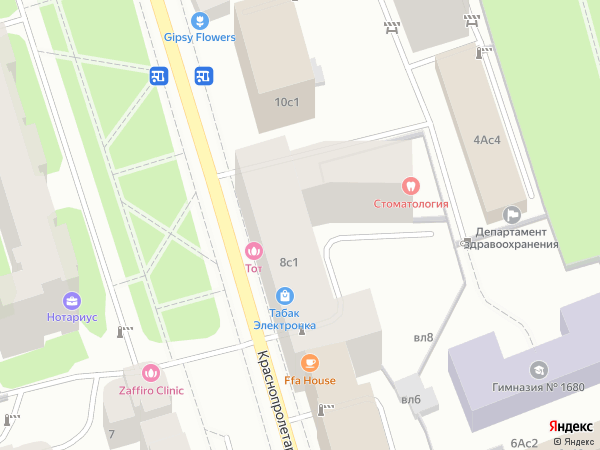 Gipsy Flowers
10с1
4Ас4
Стоматология
Департамент
здравоохранения
Тот
8с1
Табак
Электронка
Нотариус
вл8
Краснопролетар
Ffa House
Zaffiro Clinic
Гимназия № 1680
вл6
7
6Ас2
Яндекс
© Яндекс